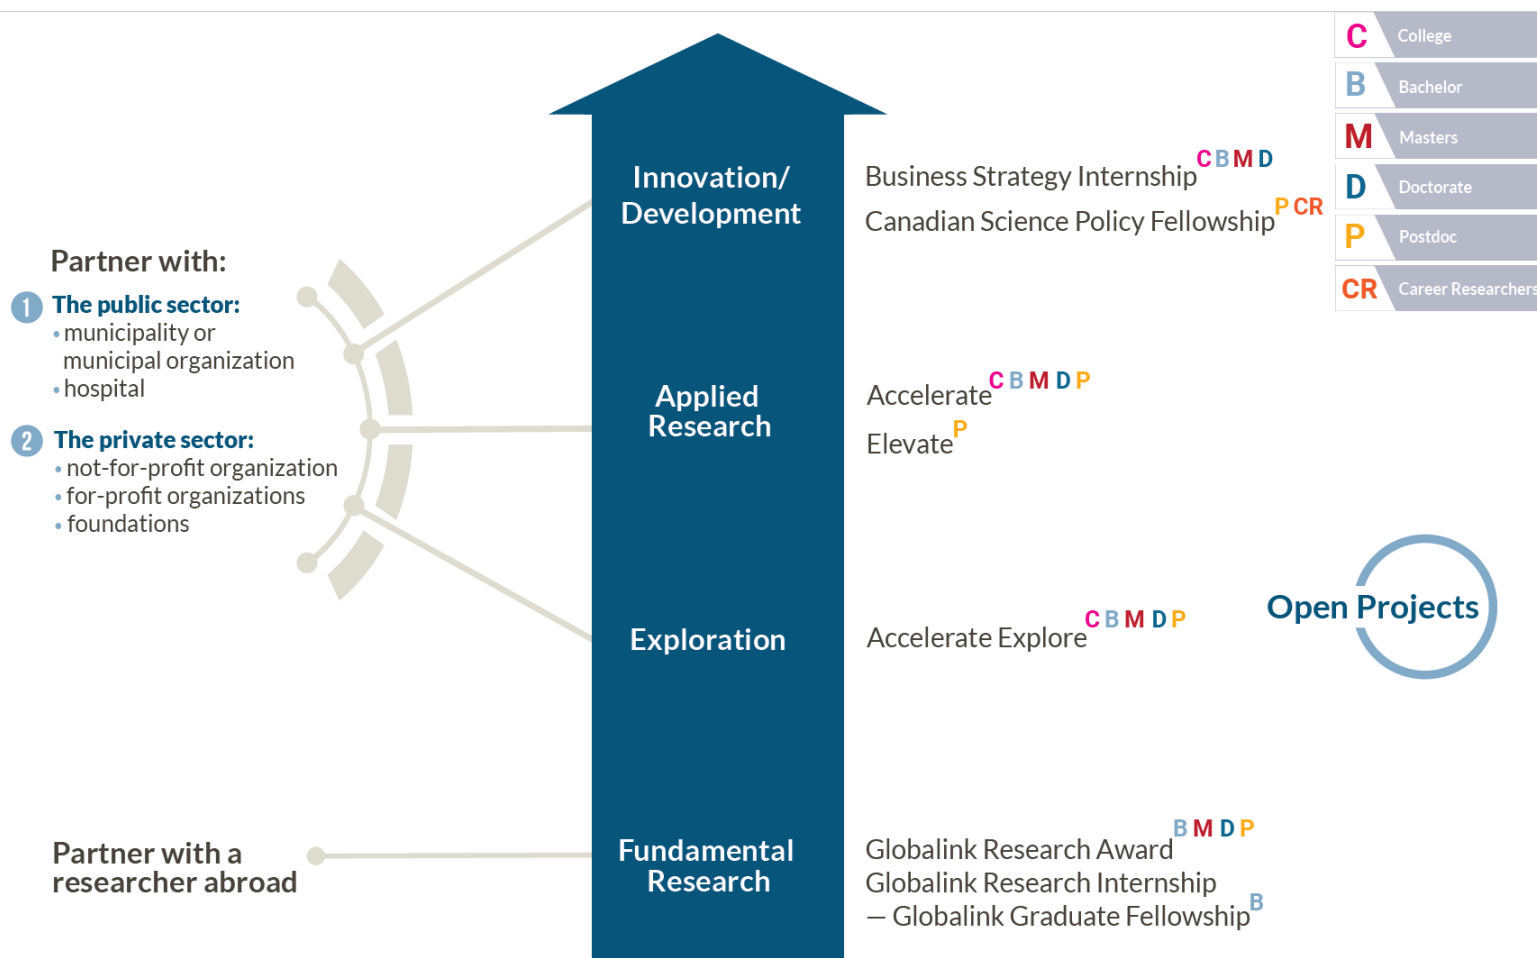 C College
B Bachelor
M Masters
D Doctorate
P Postdoc
CR Career Researchers
Partner with:
1 The public sector:
• municipality or
municipal organization
• hospital
2 The private sector:
• not-for-profit organization
• for-profit organizations
• foundations
Partner with a
researcher abroad
Innovation/
Development
Business Strategy Internship C B M D
Canadian Science Policy Fellowship P CR
Applied
Research
Accelerate C B M D P
Elevate P
Exploration
Accelerate Explore C B M D P
Open Projects
Fundamental
Research
Globalink Research Award B M D P
Globalink Research Internship
— Globalink Graduate Fellowship B